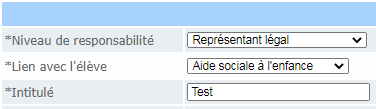 *Niveau de responsabilité Représentant légal
*Lien avec l'élève Aide sociale à l'enfance
*Intitulé Test